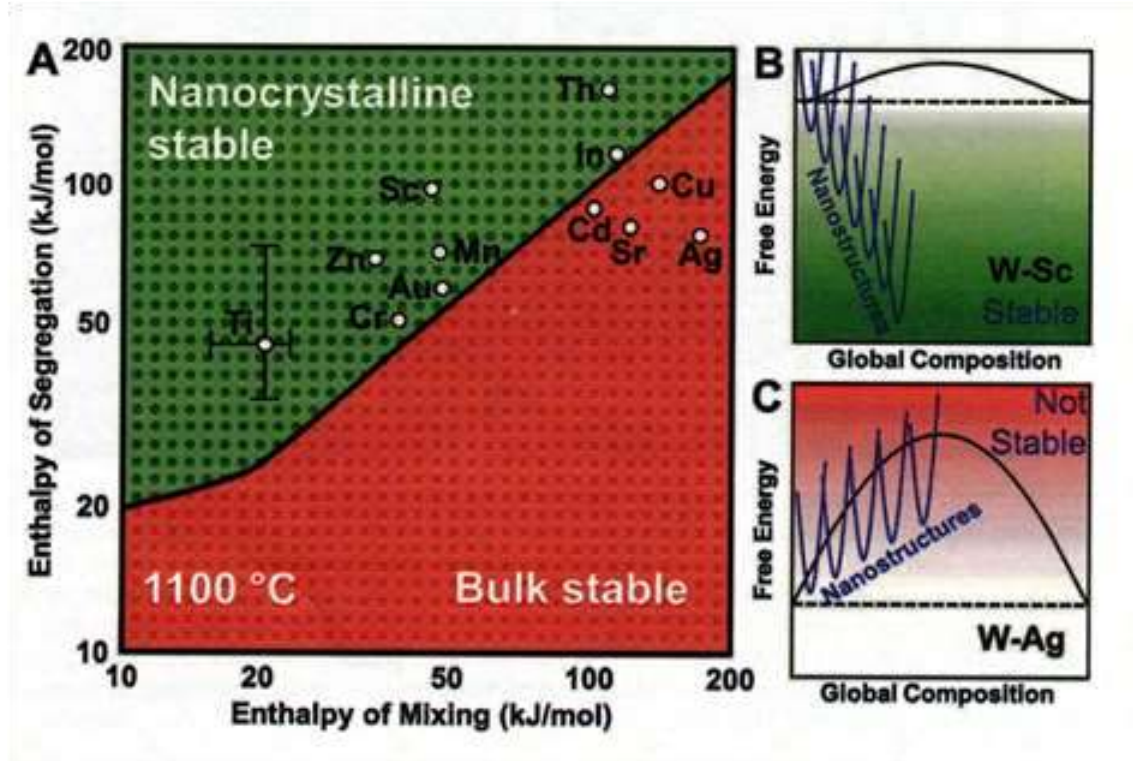 A
200
100
50
20
10
Enthalpy of Segregation (kJ/mol)
Nanocrystalline
stable
Th
In
Sc
Cu
Cd
Sr
Ag
Zn
Mn
Au
Cr
Ti
1100 °C
Bulk stable
10
20
50
100
200
Enthalpy of Mixing (kJ/mol)
B
Free Energy
Nanostructures
W-Sc
Stable
Global Composition
C
Free Energy
Not
Stable
Nanostructures
W-Ag
Global Composition